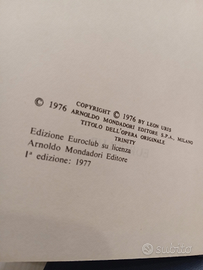 COPYRIGHT © 1976 BY LEON URIS
© 1976 ARNOLDO MONDADORI EDITORE S.P.A., MILANO
TITOLO DELL'OPERA ORIGINALE
TRINITY
Edizione Euroclub su licenza
Arnoldo Mondadori Editore
1ª edizione: 1977
subito